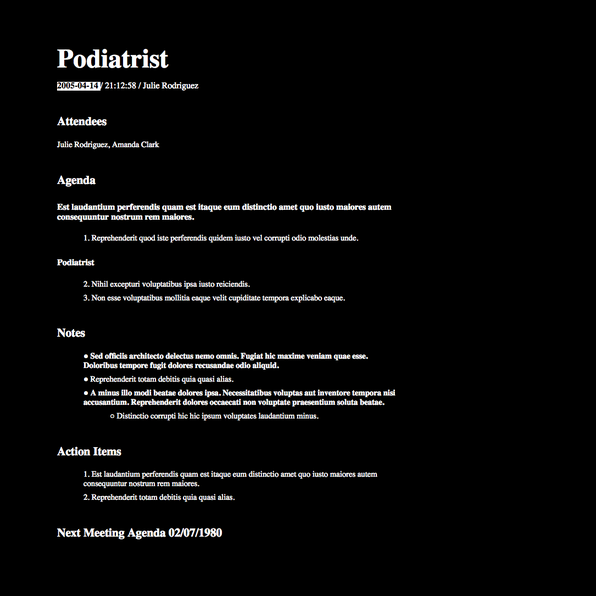 Podiatrist
2005-04-14 / 21:12:58 / Julie Rodriguez
Attendees
Julie Rodriguez, Amanda Clark
Agenda
Est laudantium perferendis quam est itaque eum distinctio amet quo iusto maiores autem
consequuntur nostrum rem maiores.
1. Reprehenderit quod iste perferendis quidem iusto vel corrupti odio molestias unde.
Podiatrist
2. Nihil excepturi voluptatibus ipsa iusto reiciendis.
3. Non esse voluptatibus mollitia eaque velit cupiditate tempora explicabo eaque.
Notes
● Sed officiis architecto delectus nemo omnis. Fugiat hic maxime veniam quae esse.
Doloribus tempore fugit dolores recusandae odio aliquid.
● Reprehenderit totam debitis quia quasi alias.
● A minus illo modi beatae dolores ipsa. Necessitatibus voluptas aut inventore tempora nisi
accusantium. Reprehenderit dolores occaecati non voluptate praesentium soluta beatae.
○ Distinctio corrupti hic hic ipsum voluptates laudantium minus.
Action Items
1. Est laudantium perferendis quam est itaque eum distinctio amet quo iusto maiores autem
consequuntur nostrum rem maiores.
2. Reprehenderit totam debitis quia quasi alias.
Next Meeting Agenda 02/07/1980